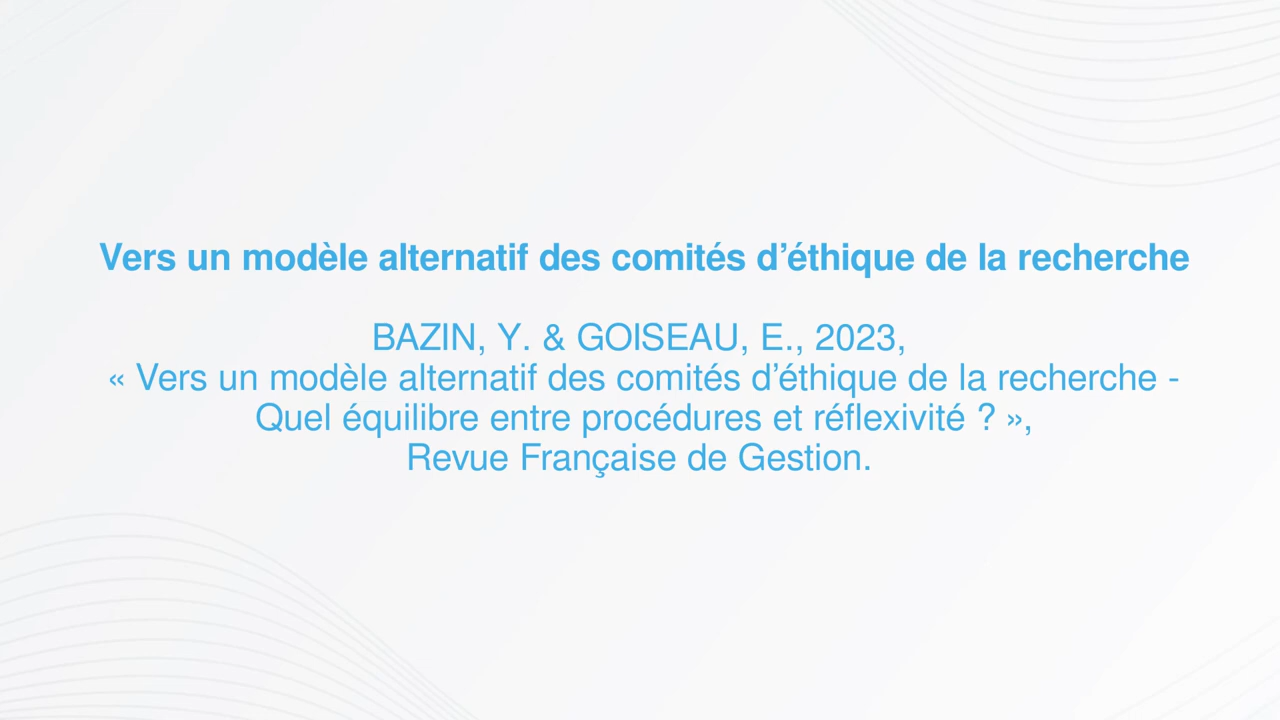 Vers un modèle alternatif des comités d’éthique de la recherche
BAZIN, Y. & GOISEAU, E., 2023,
« Vers un modèle alternatif des comités d’éthique de la recherche -
Quel équilibre entre procédures et réflexivité ? »,
Revue Française de Gestion.